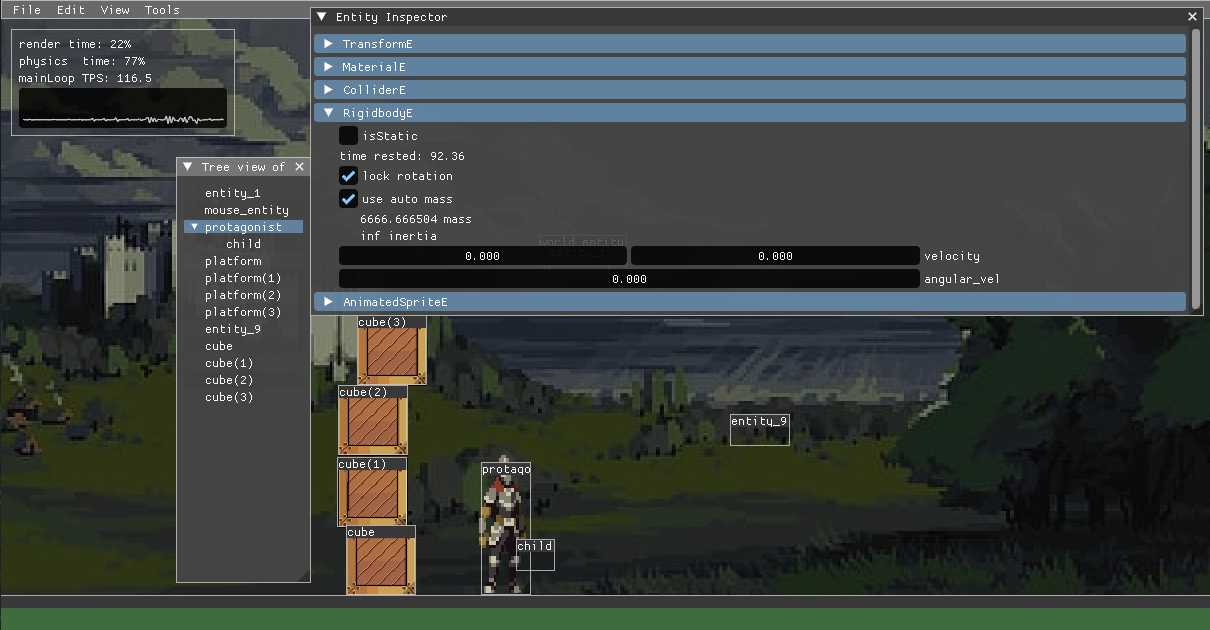 File Edit View Tools
render time: 22%
physics time: 77%
mainLoop TPS: 116.5
Entity Inspector
TransformE
MaterialE
ColliderE
RigidbodyE
isStatic
time rested: 92.36
lock rotation
use auto mass
6666.666504 mass
inf inertia
0.000 0.000 velocity
0.000 angular_vel
AnimatedSpriteE
Tree view of
entity_1
mouse_entity
protagonist
child
platform
platform(1)
platform(2)
platform(3)
entity_9
cube
cube(1)
cube(2)
cube(3)
world_entity
entity_1
cube(3)
cube(2)
cube(1)
cube
entity_9
protago
child